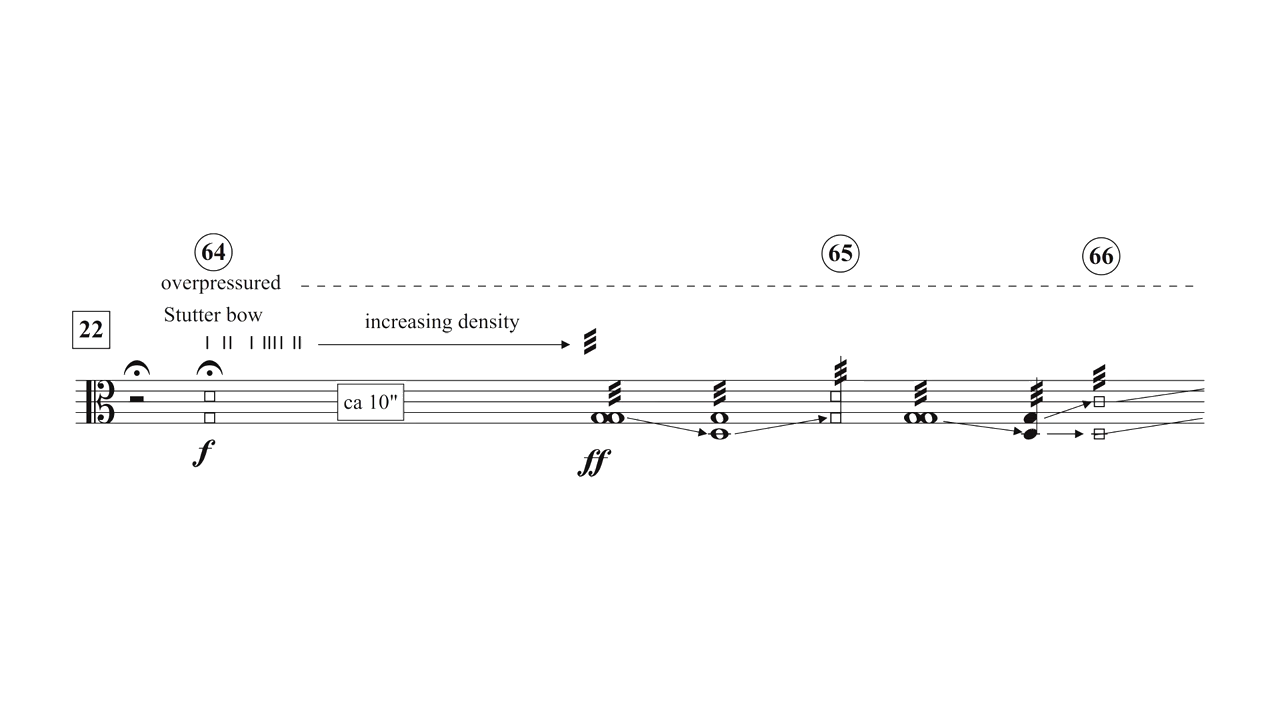 64
65
66
overpressured
Stutter bow
22
increasing density
ca 10"
f
ff